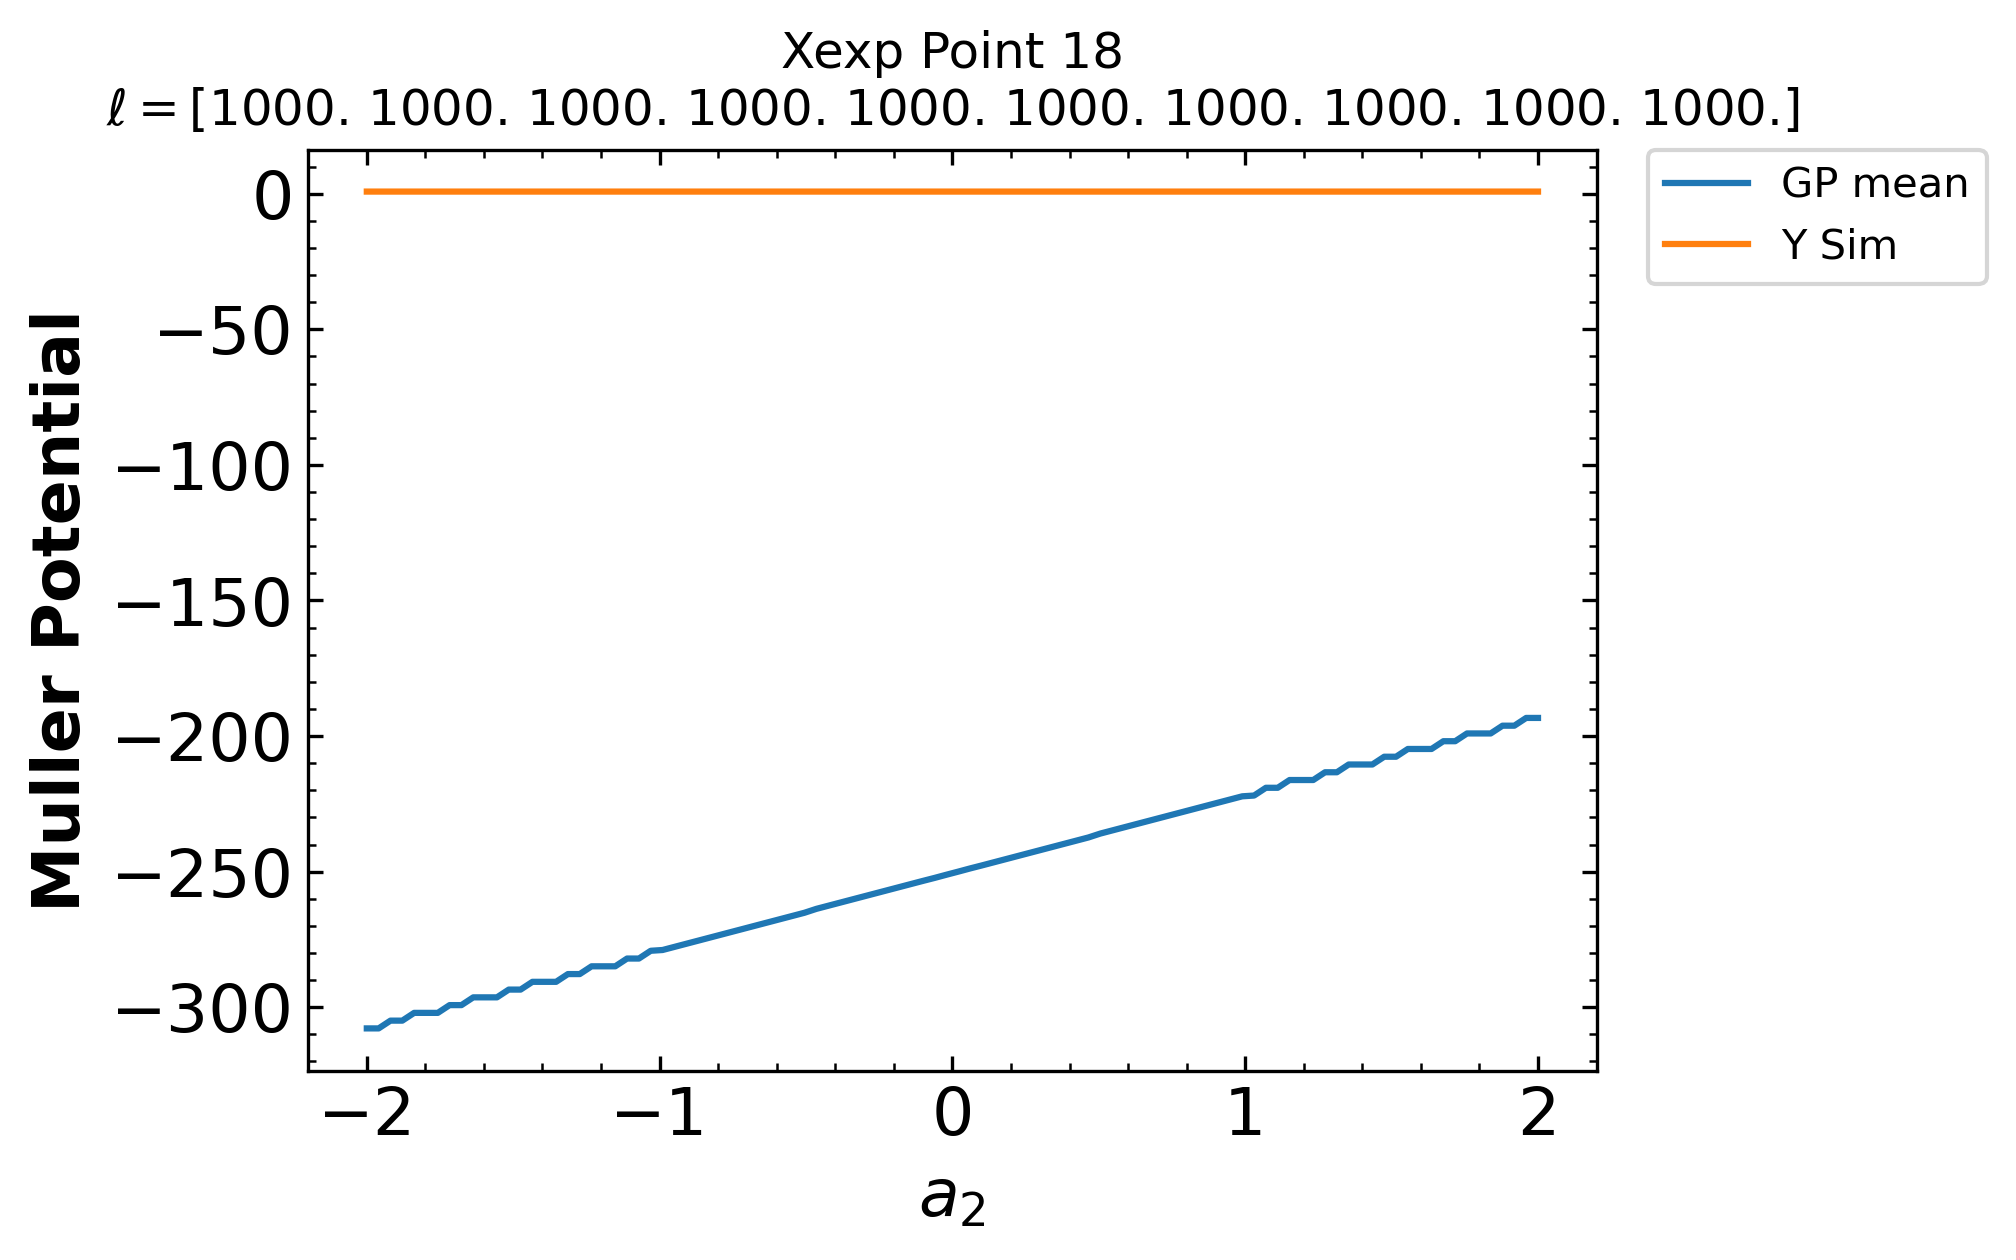 Xexp Point 18
ℓ = [1000. 1000. 1000. 1000. 1000. 1000. 1000. 1000. 1000. 1000.]
GP mean
Y Sim
Muller Potential
0
−50
−100
−150
−200
−250
−300
−2 −1 0 1 2
a₂